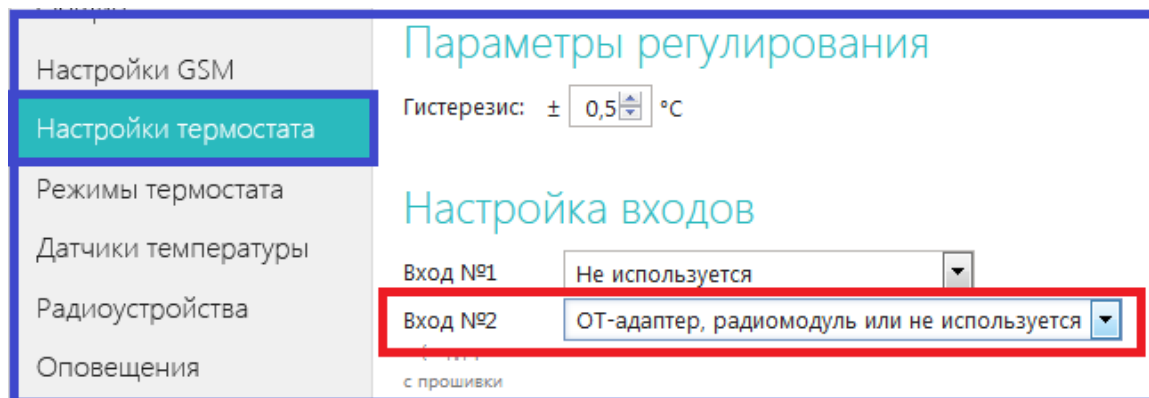 Настройки GSM
Настройки термостата
Режимы термостата
Датчики температуры
Радиоустройства
Оповещения
Параметры регулирования
Гистерезис: ± 0,5 °C
Настройка входов
Вход №1 Не используется
Вход №2 ОТ-адаптер, радиомодуль или не используется
с прошивки